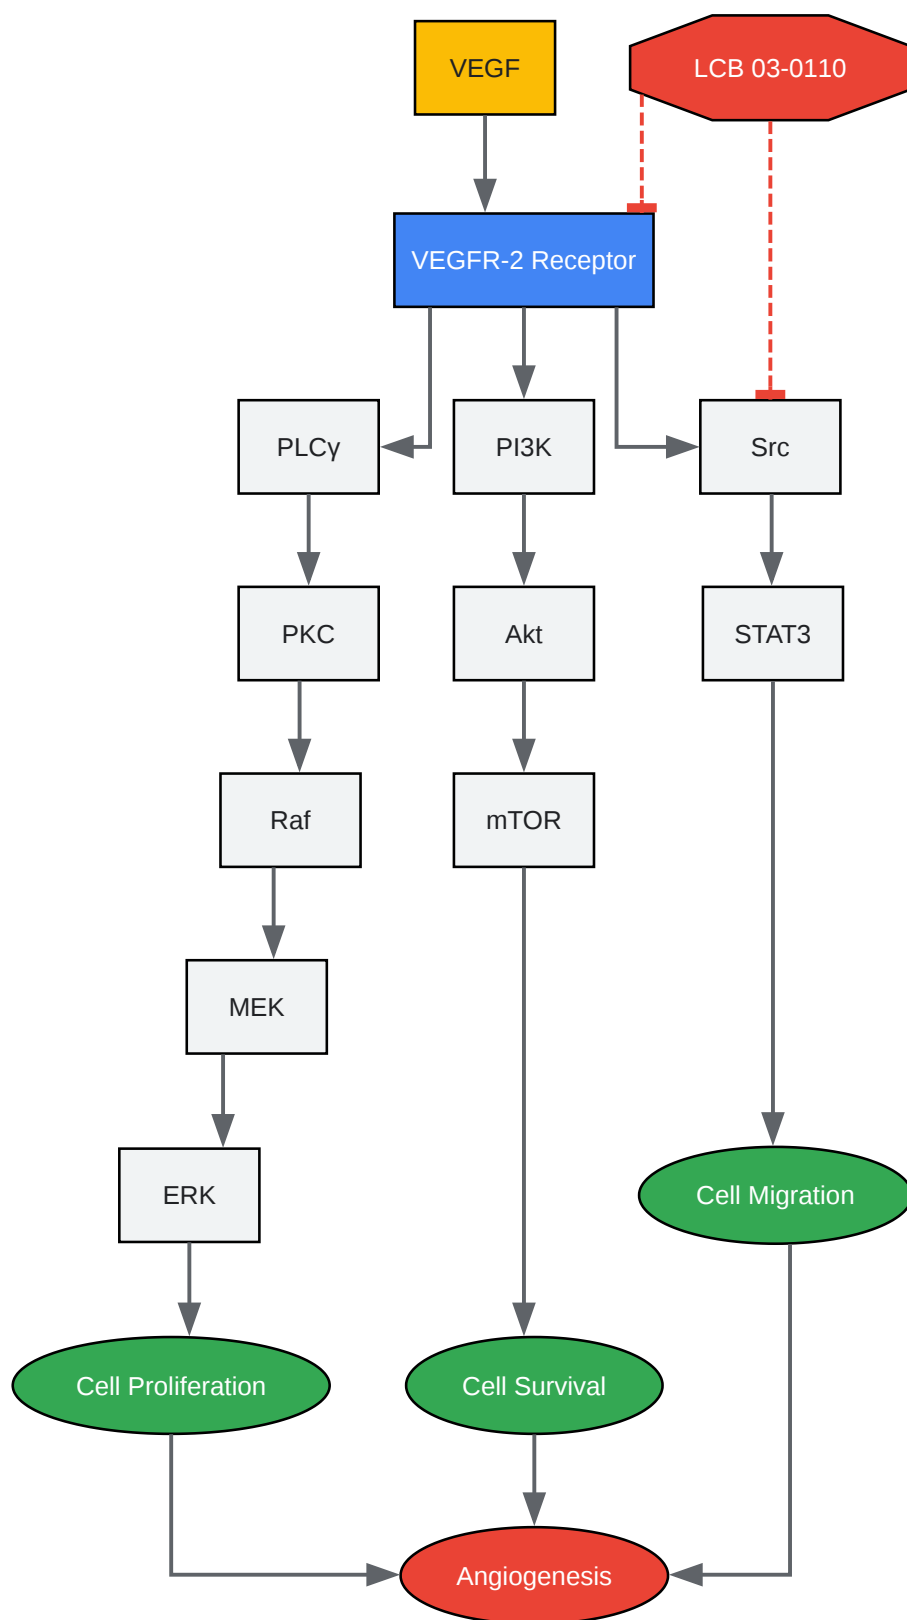 VEGF
LCB 03-0110
VEGFR-2 Receptor
PLCγ
PI3K
Src
PKC
Akt
STAT3
Raf
mTOR
MEK
ERK
Cell Migration
Cell Proliferation
Cell Survival
Angiogenesis